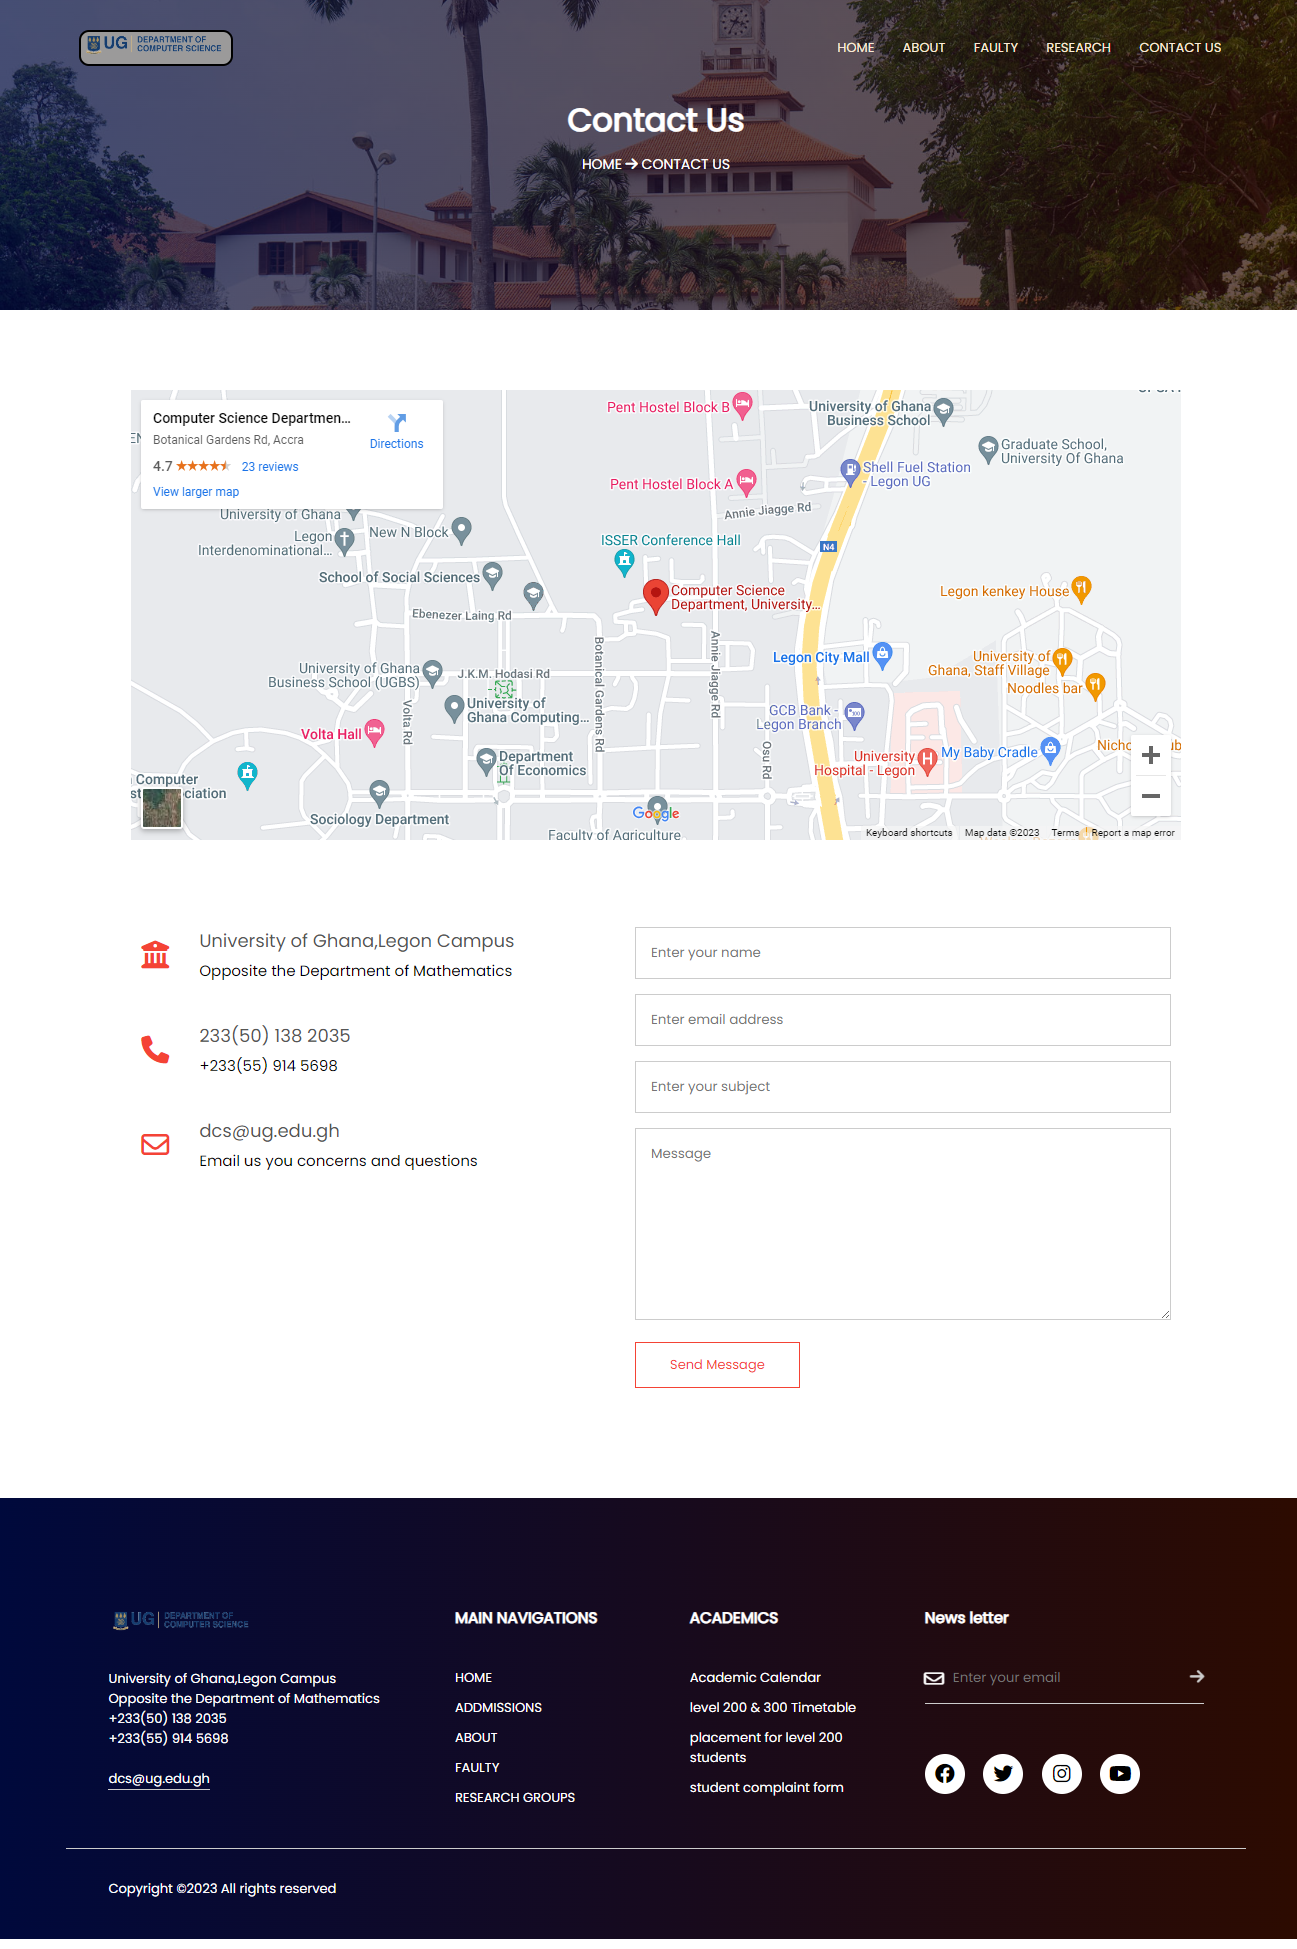 UG DEPARTMENT OF
COMPUTER SCIENCE
HOME
ABOUT
FAULTY
RESEARCH
CONTACT US
Contact Us
HOME → CONTACT US
Computer Science Departmen...
Botanical Gardens Rd, Accra
4.7
23 reviews
View larger map
Directions
Pent Hostel Block B
University of Ghana
Business School
Graduate School,
University Of Ghana
Shell Fuel Station
- Legon UG
Pent Hostel Block A
Annie Jiagge Rd
University of Ghana
Legon
Interdenominational...
New N Block
ISSER Conference Hall
N4
School of Social Sciences
Computer Science
Department, University...
Legon kenkey House
Ebenezer Laing Rd
Botanical Gardens Rd
Annie Jiagge Rd
Legon City Mall
University of
Ghana, Staff Village
Noodles bar
University of Ghana
Business School (UGBS)
J.K.M. Hodasi Rd
University of
Ghana Computing...
Volta Rd
Volta Hall
GCB Bank -
Legon Branch
Osu Rd
University
Hospital - Legon
My Baby Cradle
Department
Of Economics
Computer
Sociology Department
Google
Faculty of Agriculture
Keyboard shortcuts
Map data ©2023
Terms
Report a map error
University of Ghana,Legon Campus
Opposite the Department of Mathematics
233(50) 138 2035
+233(55) 914 5698
dcs@ug.edu.gh
Email us you concerns and questions
Enter your name
Enter email address
Enter your subject
Message
Send Message
UG DEPARTMENT OF
COMPUTER SCIENCE
University of Ghana,Legon Campus
Opposite the Department of Mathematics
+233(50) 138 2035
+233(55) 914 5698
dcs@ug.edu.gh
MAIN NAVIGATIONS
HOME
ADDMISSIONS
ABOUT
FAULTY
RESEARCH GROUPS
ACADEMICS
Academic Calendar
level 200 & 300 Timetable
placement for level 200
students
student complaint form
News letter
Enter your email
Copyright ©2023 All rights reserved